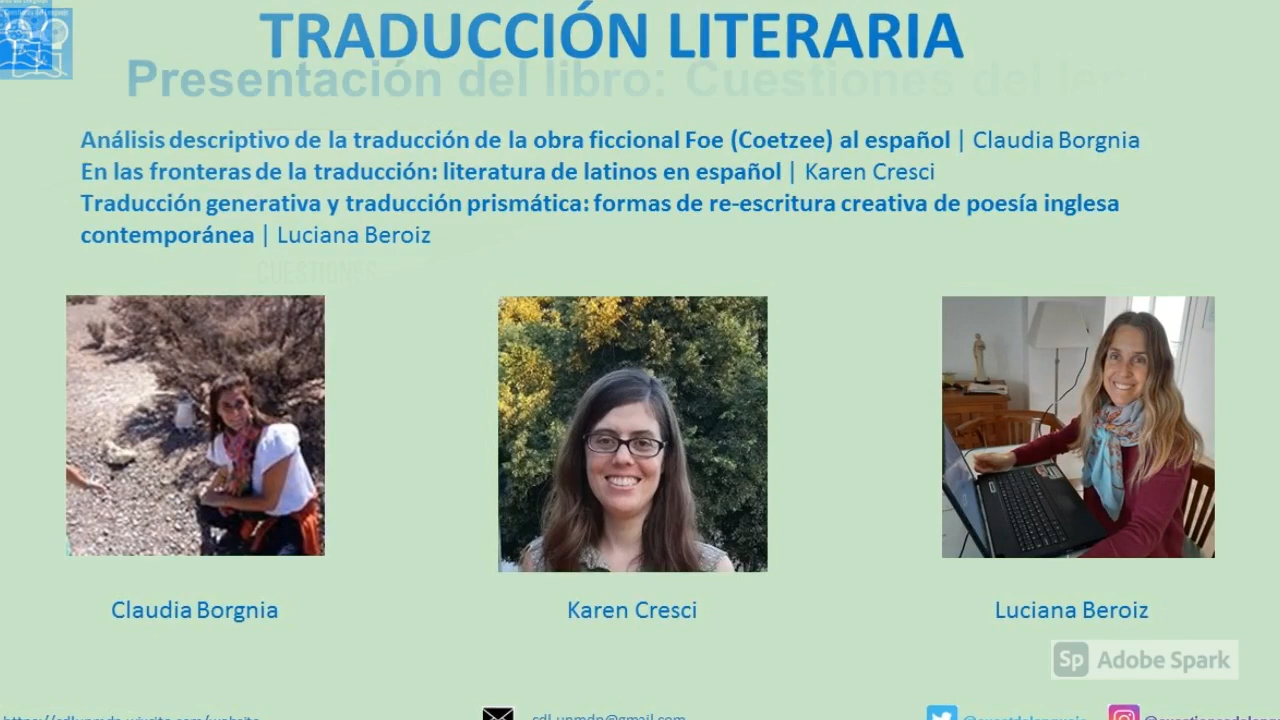 TRADUCCIÓN LITERARIA
Presentación del libro: Cuestiones del len
Análisis descriptivo de la traducción de la obra ficcional Foe (Coetzee) al español | Claudia Borgnia
En las fronteras de la traducción: literatura de latinos en español | Karen Cresci
Traducción generativa y traducción prismática: formas de re-escritura creativa de poesía inglesa
contemporánea | Luciana Beroiz
CUESTIONES
Claudia Borgnia
Karen Cresci
Luciana Beroiz
Sp Adobe Spark